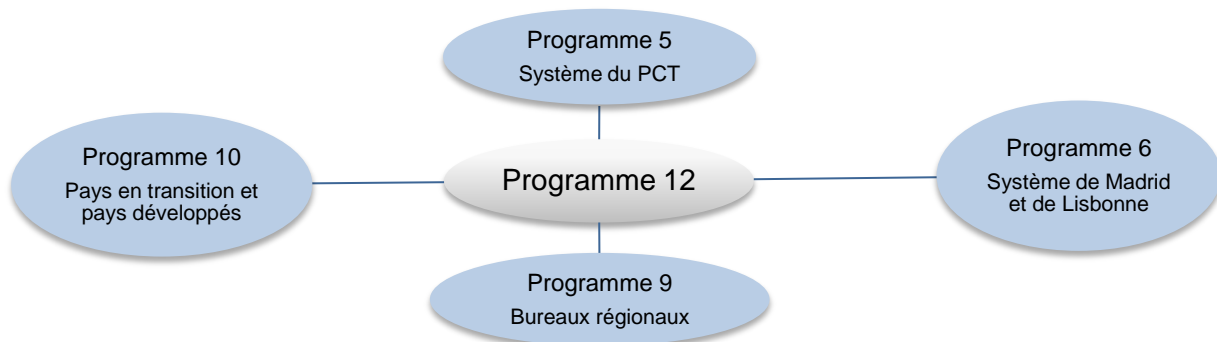 Programme 5
Système du PCT
Programme 10
Pays en transition et
pays développés
Programme 12
Programme 6
Système de Madrid
et de Lisbonne
Programme 9
Bureaux régionaux